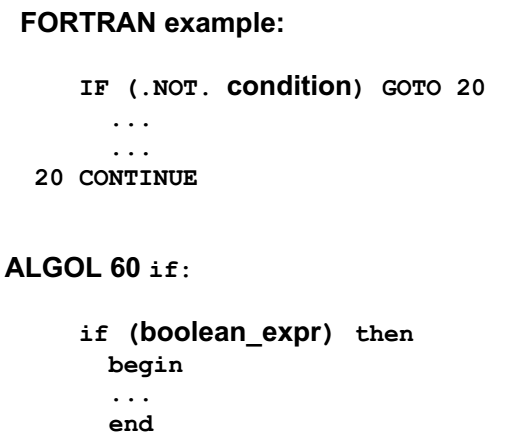 FORTRAN example:
IF (.NOT. condition) GOTO 20
...
...
20 CONTINUE
ALGOL 60 if:
if (boolean_expr) then
begin
...
end